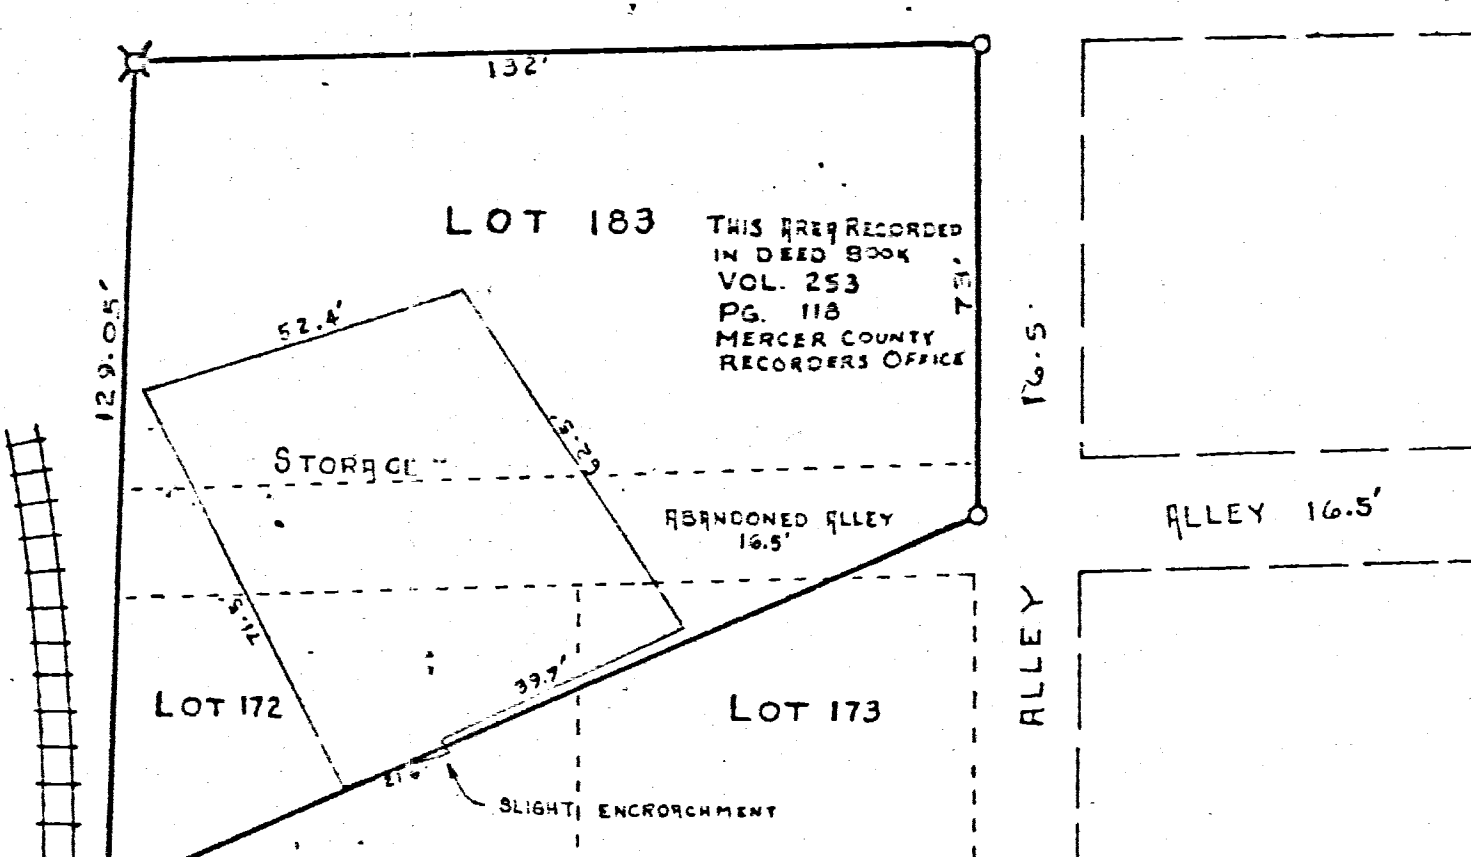 132'
LOT 183
THIS AREA RECORDED
IN DEED BOOK
VOL. 253
PG. 118
MERCER COUNTY
RECORDERS OFFICE
129.05'
52.4'
62.5'
16.5'
STORAGE
ABANDONED ALLEY
16.5'
ALLEY 16.5'
71.5'
ALLEY
39.7'
LOT 172
LOT 173
SLIGHT ENCROACHMENT